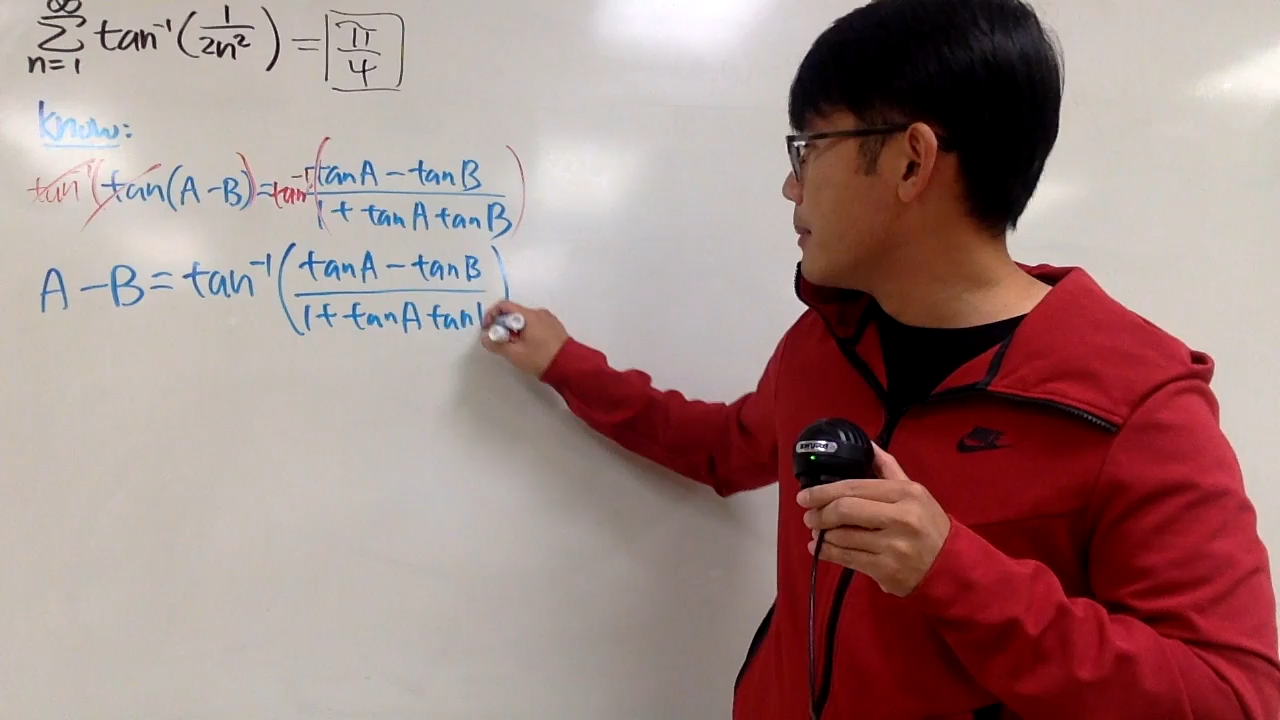 ∞
∑ tan⁻¹(1/2n²) = π/4
n=1
know:
tan⁻¹(tan(A-B)) = tan⁻¹((tanA - tanB)/(1 + tanA tanB))
A-B = tan⁻¹((tanA - tanB)/(1 + tanA tan